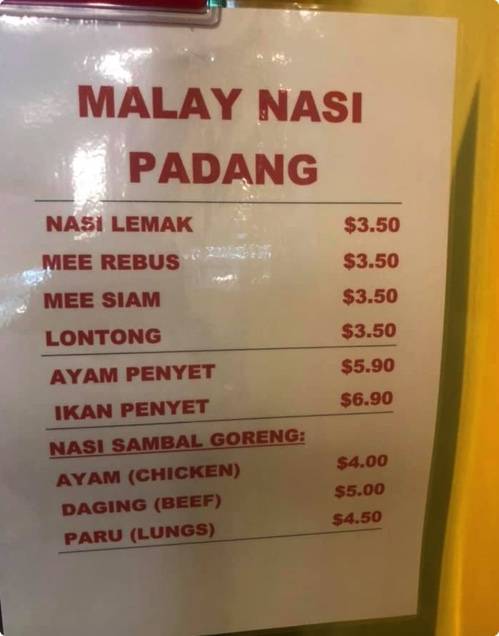 MALAY NASI
PADANG
NASI LEMAK $3.50
MEE REBUS $3.50
MEE SIAM $3.50
LONTONG $3.50
AYAM PENYET $5.90
IKAN PENYET $6.90
NASI SAMBAL GORENG:
AYAM (CHICKEN) $4.00
DAGING (BEEF) $5.00
PARU (LUNGS) $4.50